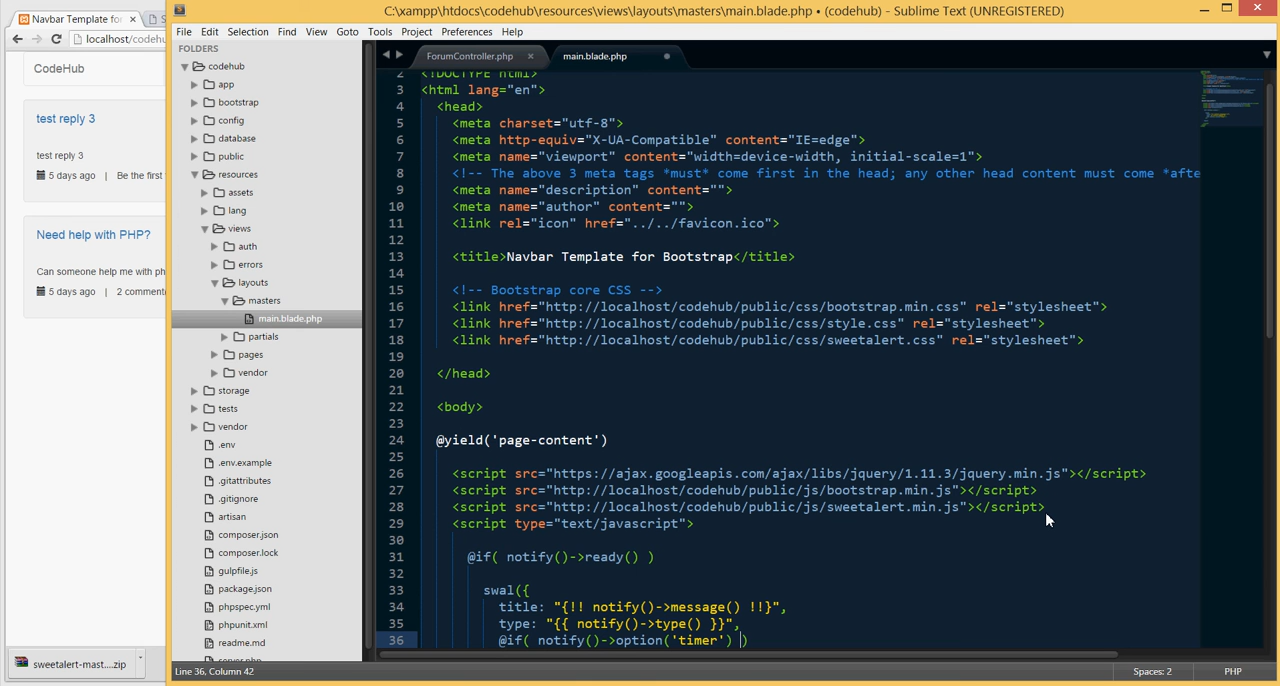 Navbar Template fo
S
localhost/codehu
CodeHub
test reply 3
test reply 3
5 days ago | Be the first
Need help with PHP?
Can someone help me with ph
5 days ago | 2 comment
sweetalert-mast....zip
C:\xampp\htdocs\codehub\resources\views\layouts\masters\main.blade.php • (codehub) - Sublime Text (UNREGISTERED)
File Edit Selection Find View Goto Tools Project Preferences Help
FOLDERS
codehub
app
bootstrap
config
database
public
resources
assets
lang
views
auth
errors
layouts
masters
main.blade.php
partials
pages
vendor
storage
tests
vendor
.env
.env.example
.gitattributes
.gitignore
artisan
composer.json
composer.lock
gulpfile.js
package.json
phpspec.yml
phpunit.xml
readme.md
server.php
ForumController.php
main.blade.php
2 <!DOCTYPE html>
3 <html lang="en">
4 <head>
5 <meta charset="utf-8">
6 <meta http-equiv="X-UA-Compatible" content="IE=edge">
7 <meta name="viewport" content="width=device-width, initial-scale=1">
8 <!-- The above 3 meta tags *must* come first in the head; any other head content must come *afte
9 <meta name="description" content="">
10 <meta name="author" content="">
11 <link rel="icon" href="../../favicon.ico">
12
13 <title>Navbar Template for Bootstrap</title>
14
15 <!-- Bootstrap core CSS -->
16 <link href="http://localhost/codehub/public/css/bootstrap.min.css" rel="stylesheet">
17 <link href="http://localhost/codehub/public/css/style.css" rel="stylesheet">
18 <link href="http://localhost/codehub/public/css/sweetalert.css" rel="stylesheet">
19
20 </head>
21
22 <body>
23
24 @yield('page-content')
25
26 <script src="https://ajax.googleapis.com/ajax/libs/jquery/1.11.3/jquery.min.js"></script>
27 <script src="http://localhost/codehub/public/js/bootstrap.min.js"></script>
28 <script src="http://localhost/codehub/public/js/sweetalert.min.js"></script>
29 <script type="text/javascript">
30
31 @if( notify()->ready() )
32
33 swal({
34 title: "{!! notify()->message() !!}",
35 type: "{{ notify()->type() }}",
36 @if( notify()->option('timer') )
Line 36, Column 42
Spaces: 2
PHP